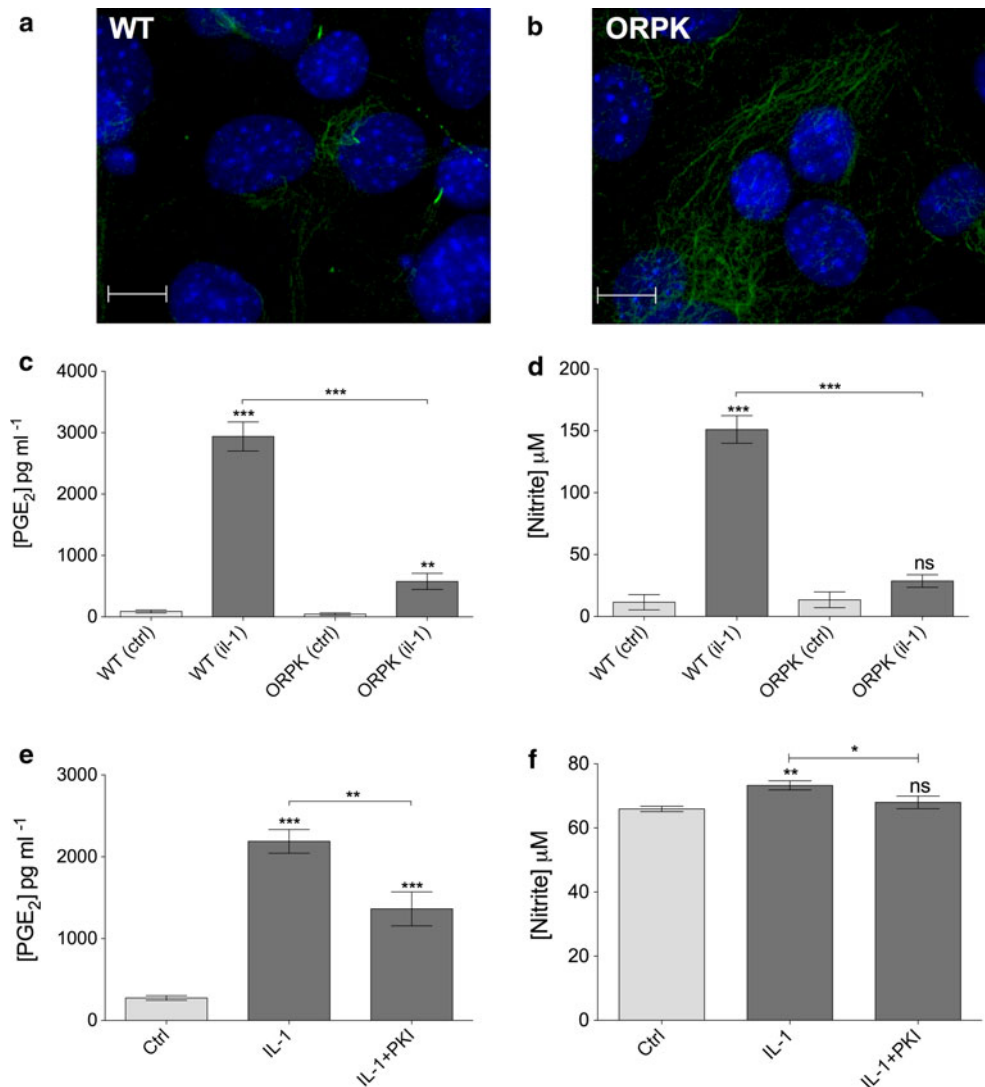 a WT
b ORPK
c
[PGE2] pg ml -1
4000
3000
2000
1000
0
***
***
**
WT (ctrl)
WT (il-1)
ORPK (ctrl)
ORPK (il-1)
d
[Nitrite] μM
200
150
100
50
0
***
***
ns
WT (ctrl)
WT (il-1)
ORPK (ctrl)
ORPK (il-1)
e
[PGE2] pg ml -1
3000
2000
1000
0
**
***
***
Ctrl
IL-1
IL-1+PKI
f
[Nitrite] μM
80
60
40
20
0
*
**
ns
Ctrl
IL-1
IL-1+PKI